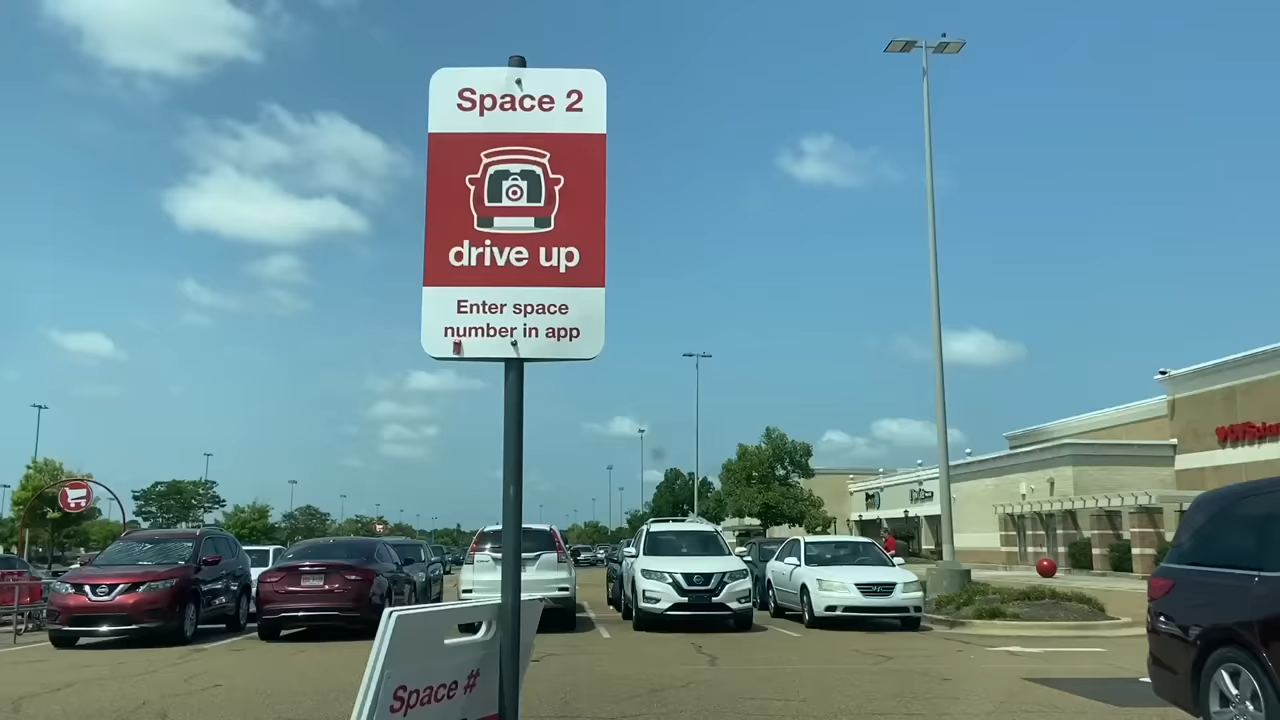 Space 2
drive up
Enter space
number in app
Space #